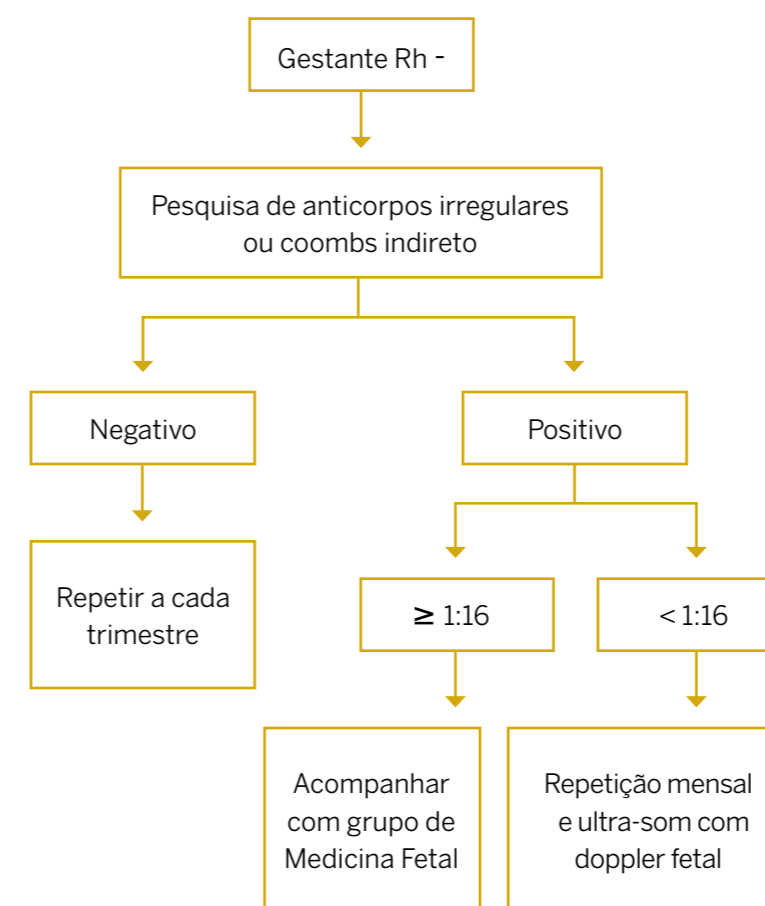 Gestante Rh -
Pesquisa de anticorpos irregulares
ou coombs indireto
Negativo
Positivo
Repetir a cada
trimestre
≥ 1:16
< 1:16
Acompanhar
com grupo de
Medicina Fetal
Repetição mensal
e ultra-som com
doppler fetal